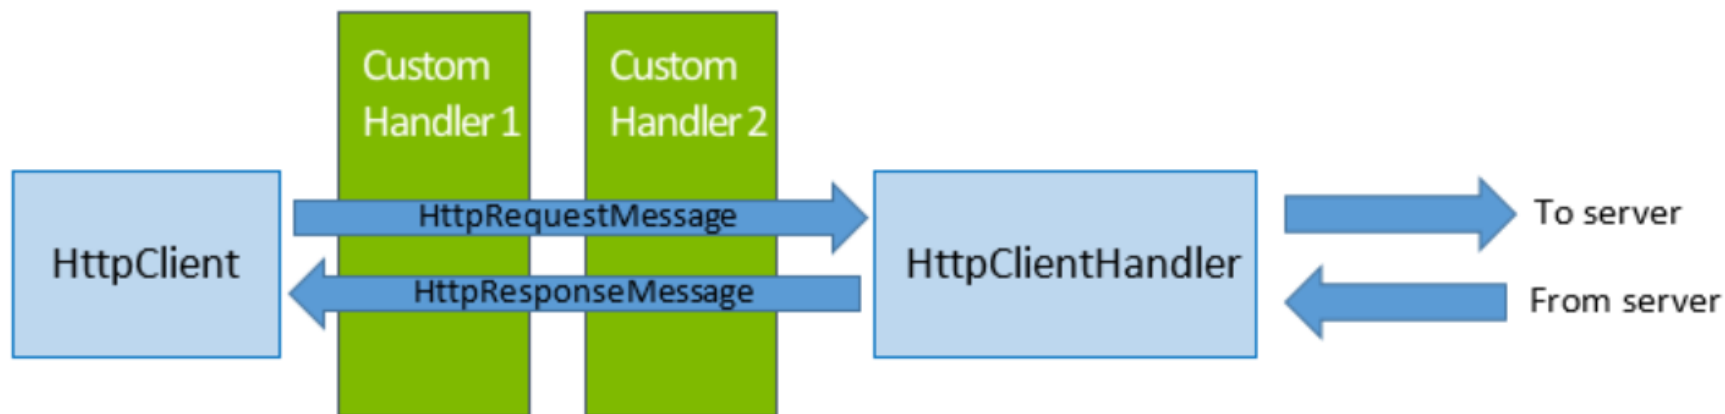 Custom
Handler 1
Custom
Handler 2
HttpClient
HttpRequestMessage
HttpResponseMessage
HttpClientHandler
To server
From server